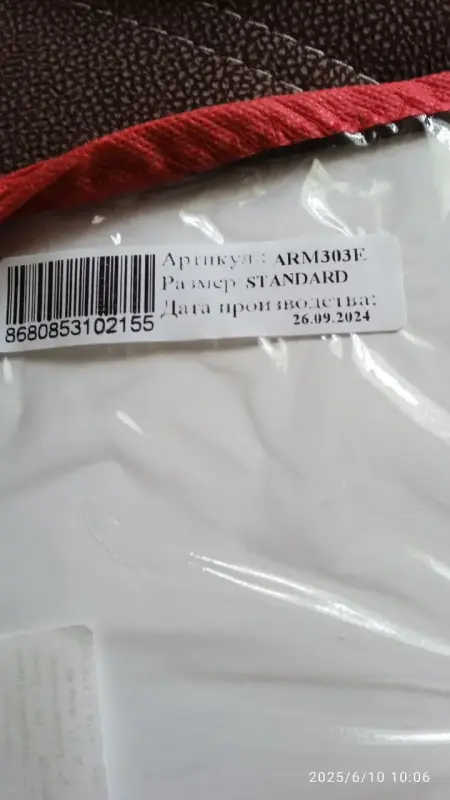 Артикул : ARM303E
Размер STANDARD
Дата производства:
26.09.2024
8680853102155
2025/6/10 10:06